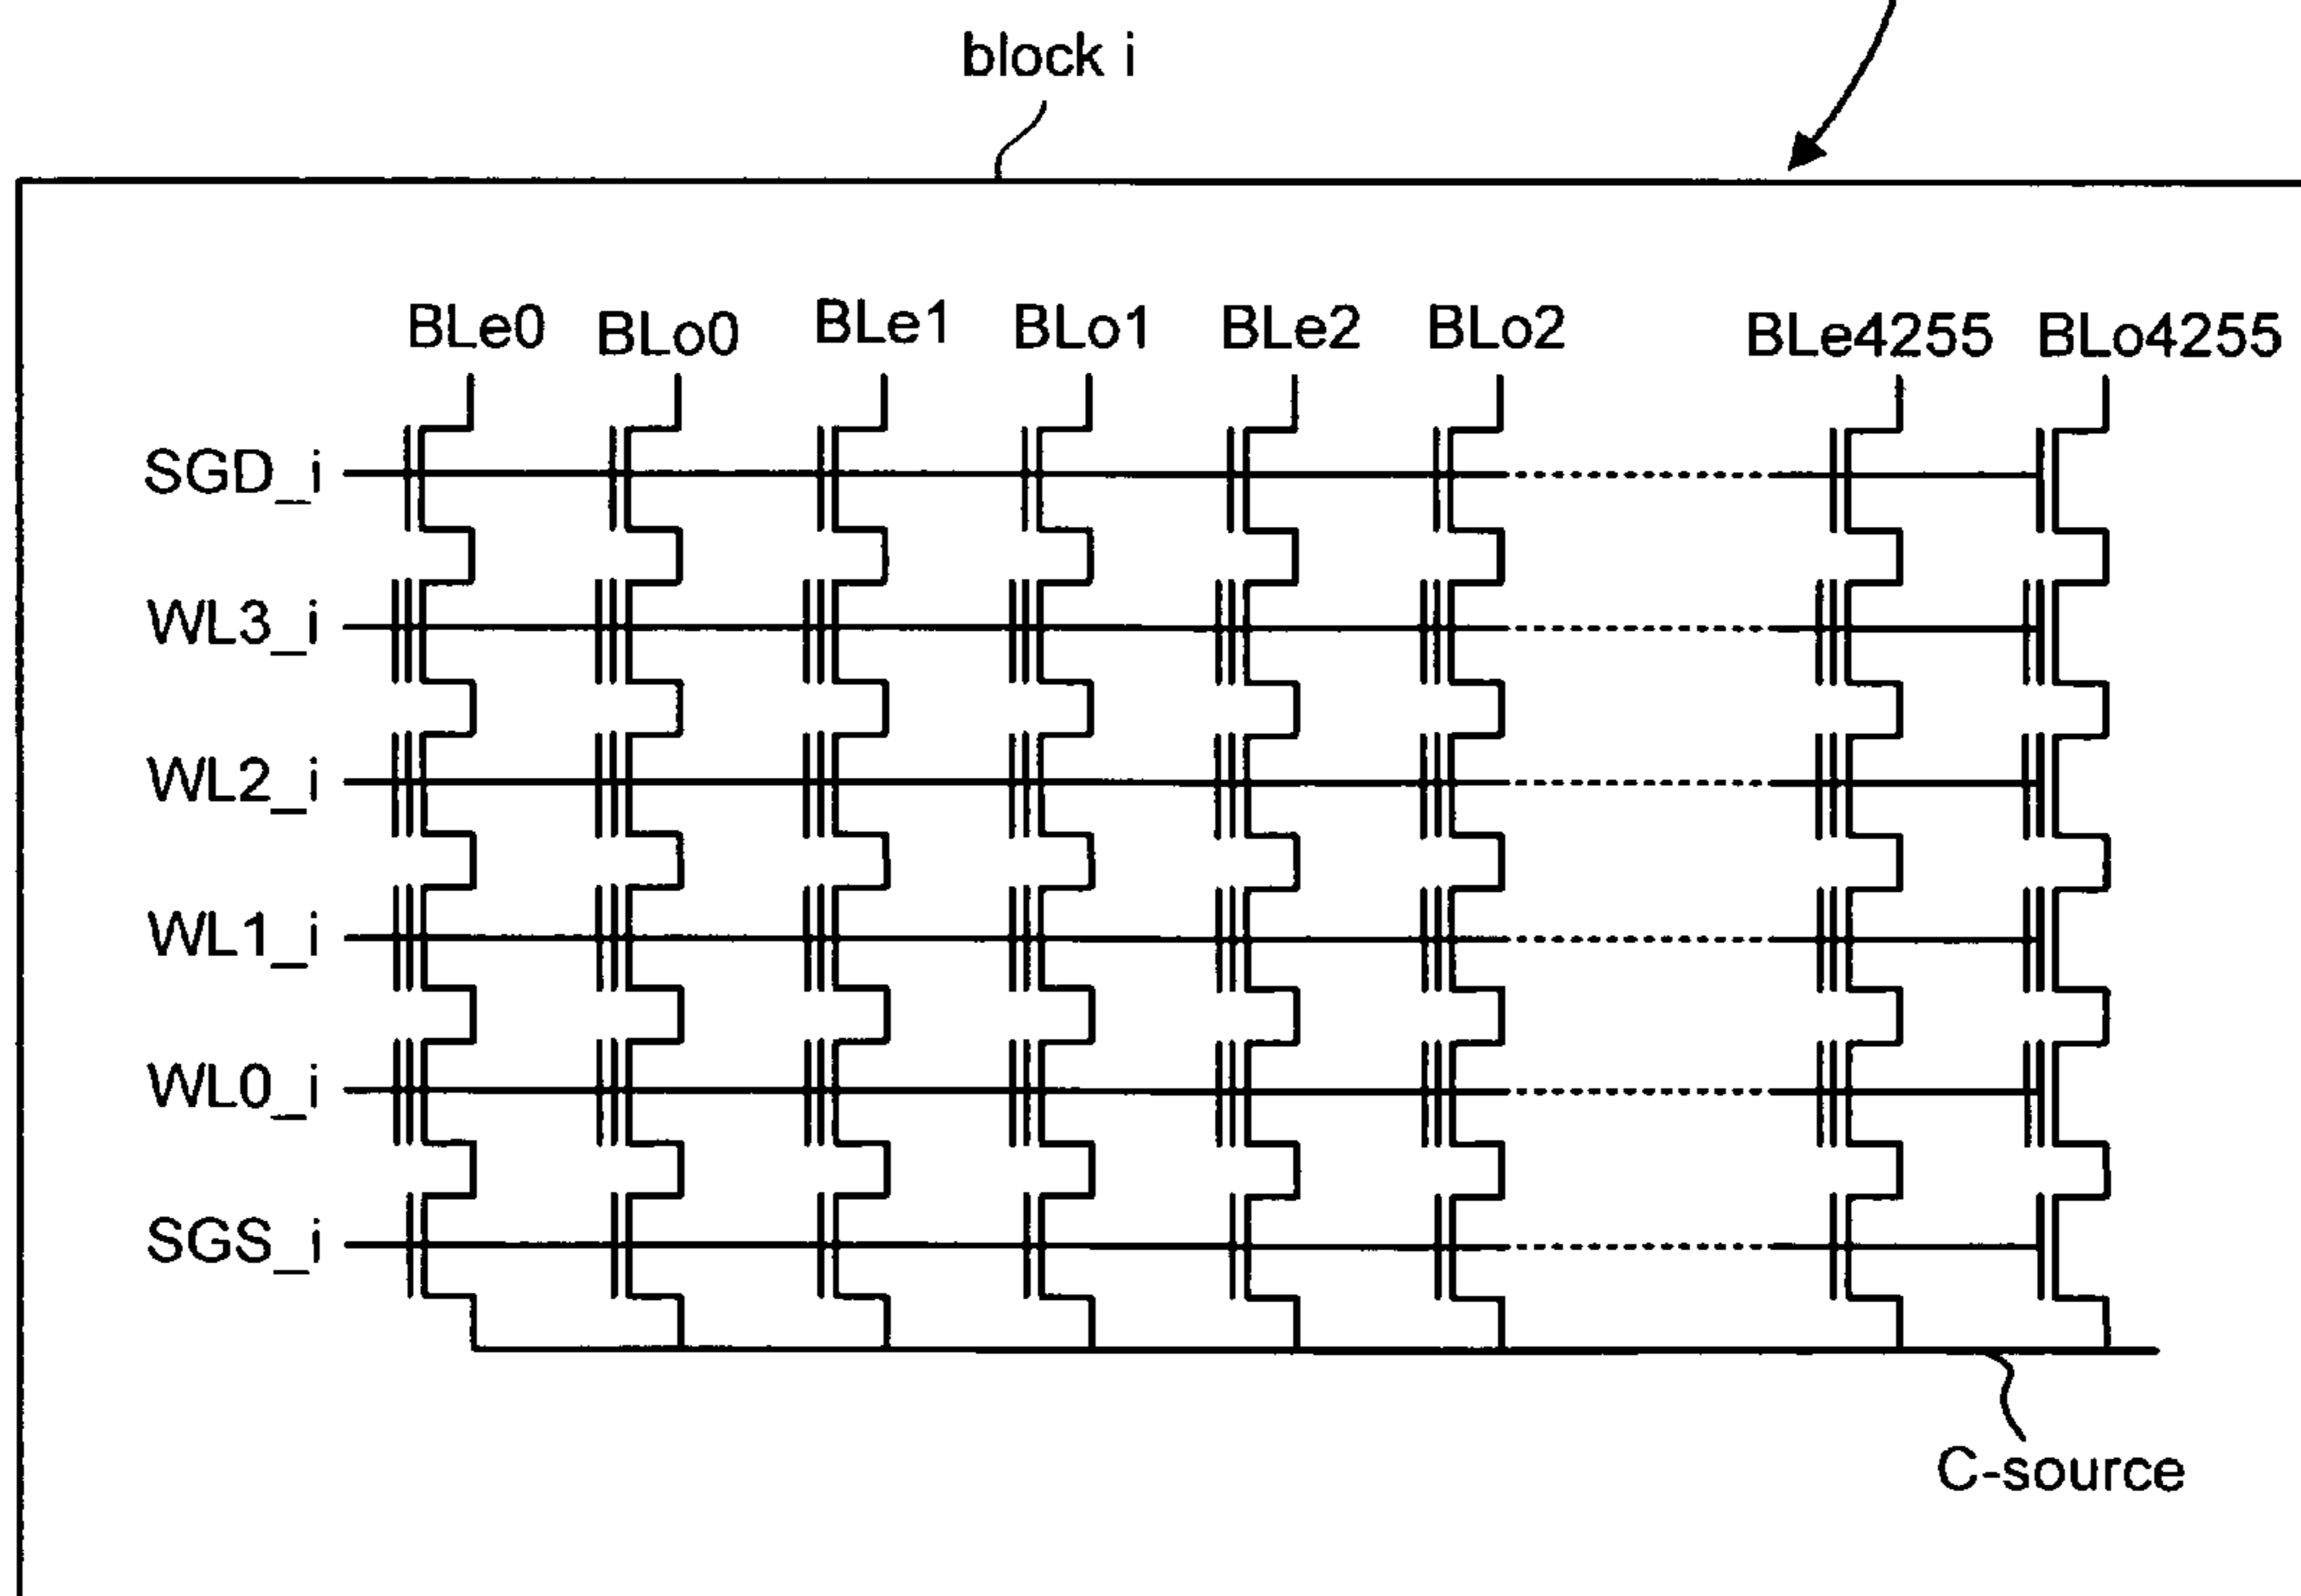 block i
BLe0 BLo0 BLe1 BLo1 BLe2 BLo2 BLe4255 BLo4255
SGD_i
WL3_i
WL2_i
WL1_i
WL0_i
SGS_i
C-source